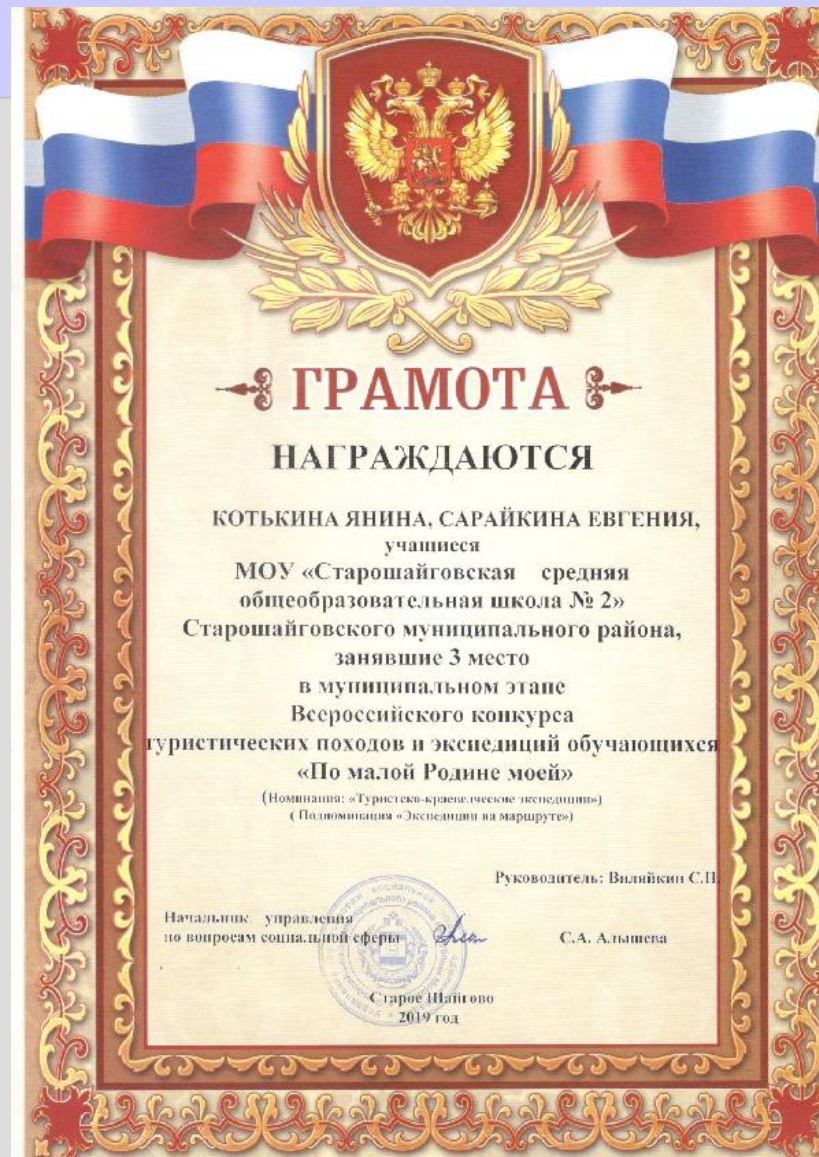 ГРАМОТА
НАГРАЖДАЮТСЯ
КОТЬКИНА ЯНИНА, САРАЙКИНА ЕВГЕНИЯ,
учащиеся
МОУ «Старошайговская средняя
общеобразовательная школа № 2»
Старошайговского муниципального района,
занявшие 3 место
в муниципальном этапе
Всероссийского конкурса
туристических походов и экспедиций обучающихся
«По малой Родине моей»
(Номинация: «Туристско-краеведческие экспедиции»)
( Подноминация «Экспедиции на маршруте»)
Руководитель: Виляйкин С.П.
Начальник управления
по вопросам социальной сферы
С.А. Алышева
Старое Шайгово
2019 год